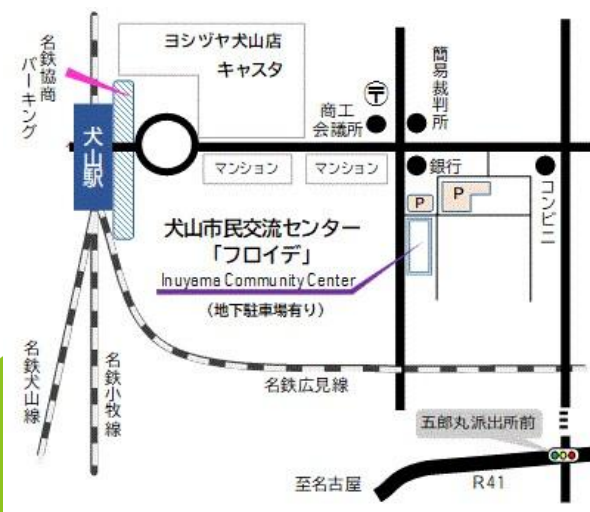 ヨシヅヤ犬山店
キャスタ
名鉄協商
パーキング
犬山駅
商工
会議所
〒
簡易裁判所
マンション
マンション
銀行
コンビニ
P
P
犬山市民交流センター
「フロイデ」
Inuyama Community Center
(地下駐車場有り)
名鉄犬山線
名鉄小牧線
名鉄広見線
五郎丸派出所前
至名古屋
R41